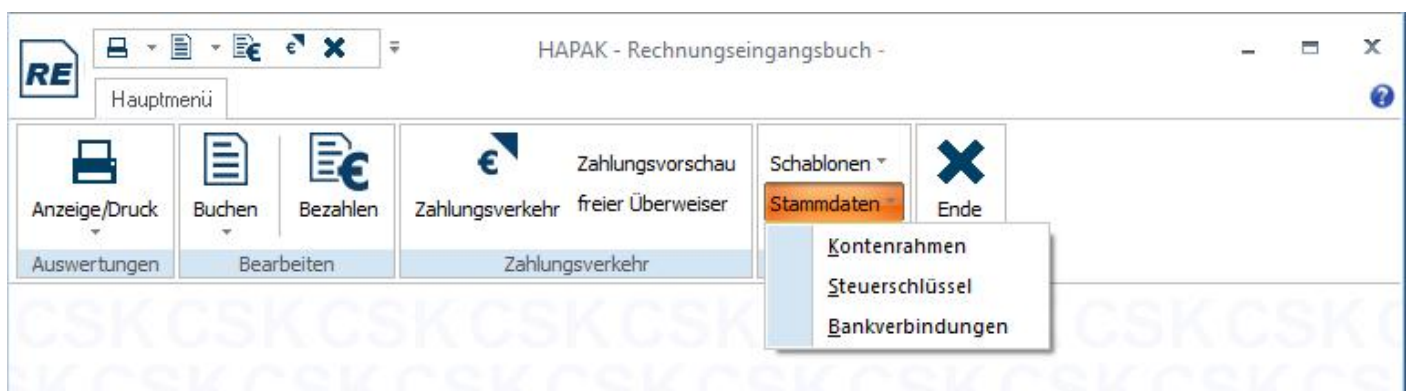 RE
HAPAK - Rechnungseingangsbuch -
Hauptmenü
Anzeige/Druck
Buchen
Bezahlen
Zahlungsverkehr
Zahlungsvorschau
freier Überweiser
Schablonen
Stammdaten
Ende
Auswertungen
Bearbeiten
Zahlungsverkehr
Kontenrahmen
Steuerschlüssel
Bankverbindungen
CSK CSK CSK CSK CSK CSK